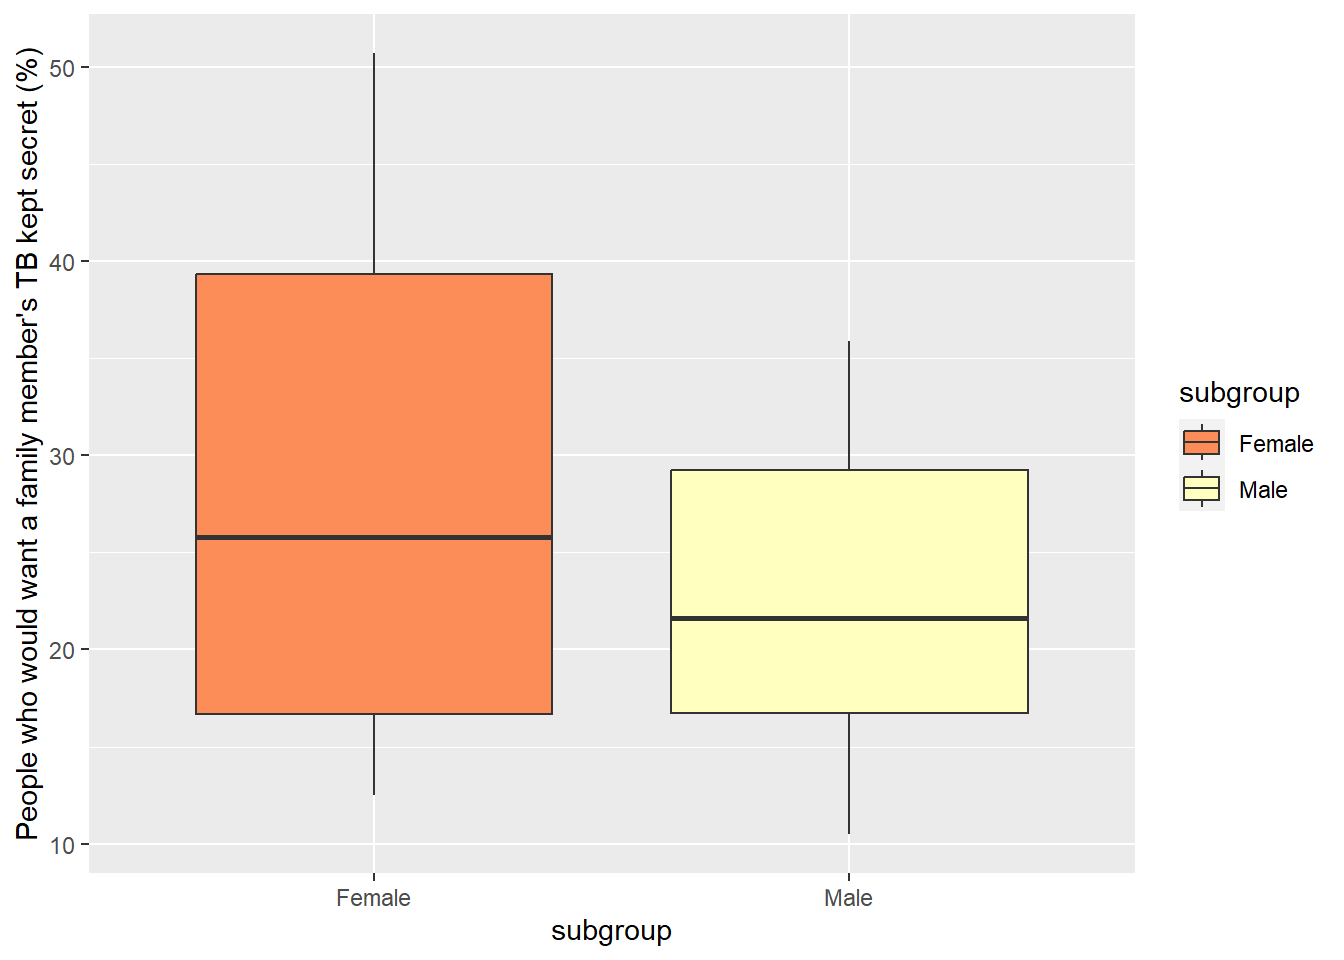 People who would want a family member's TB kept secret (%)
50
40
30
20
10
Female
Male
subgroup
subgroup
Female
Male